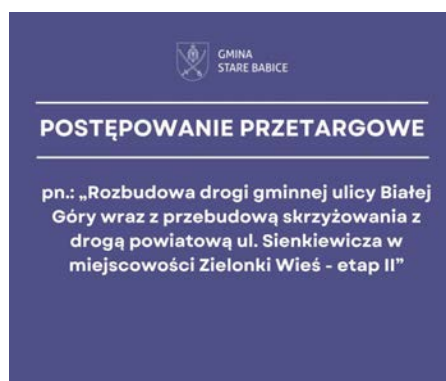 GMINA
STARE BABICE
POSTĘPOWANIE PRZETARGOWE
pn.: „Rozbudowa drogi gminnej ulicy Białej
Góry wraz z przebudową skrzyżowania z
drogą powiatową ul. Sienkiewicza w
miejscowości Zielonki Wieś - etap II”